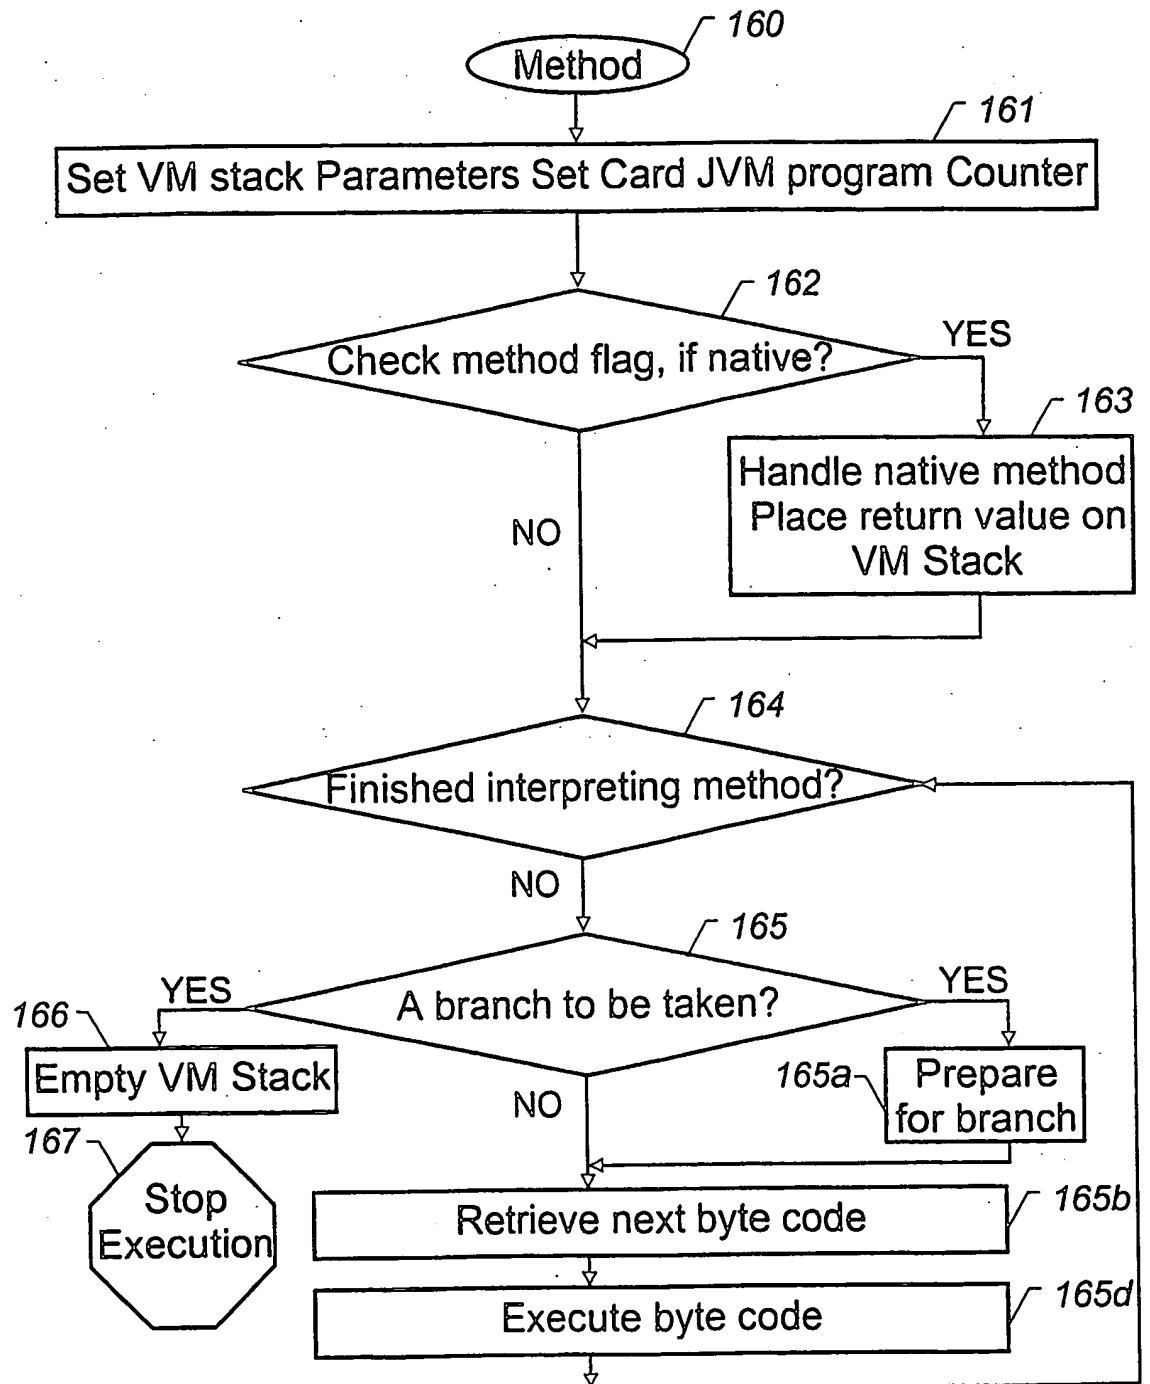 160
Method
161
Set VM stack Parameters Set Card JVM program Counter
162
Check method flag, if native?
YES
163
Handle native method
Place return value on
VM Stack
NO
164
Finished interpreting method?
NO
165
YES
A branch to be taken?
YES
166
Empty VM Stack
165a
Prepare
for branch
NO
167
Stop
Execution
165b
Retrieve next byte code
165d
Execute byte code